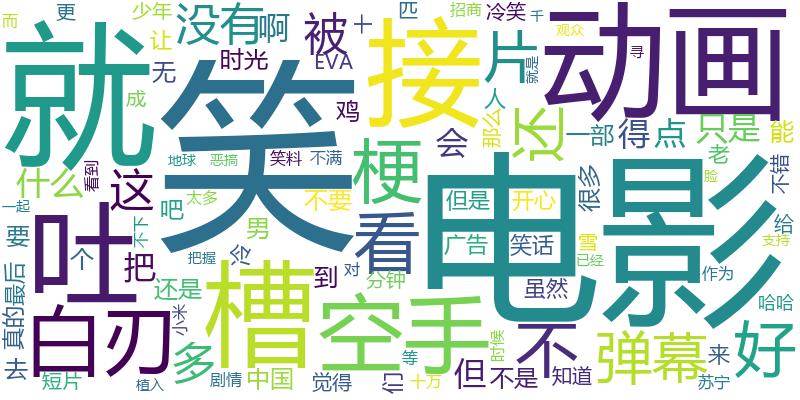 而
更
少年
没有
啊
被
十
匹
招商
冷笑
千
动画
观众
寻
就
笑
让
无
成
时光
EVA
鸡
接
片
人
就是
那么
还
一部
得
点
只是
能
老
不错
什么
看到
这
地球
恶搞
笑料
不满
梗
会
很多
脸
给
一起
吧
太多
不要
看
但是
开心
电影
支持
要
吐
不下
男
把握
冷
广告
笑话
雪
已经
作为
最后
个
把
还是
到
对
分钟
虽然
哈哈
真的
白刃
小米
槽
空手
不
弹幕
来
好
去
短片
多
植入
剧情
中国
觉得
们
等
十万
但
时候
不是
知道
苏宁